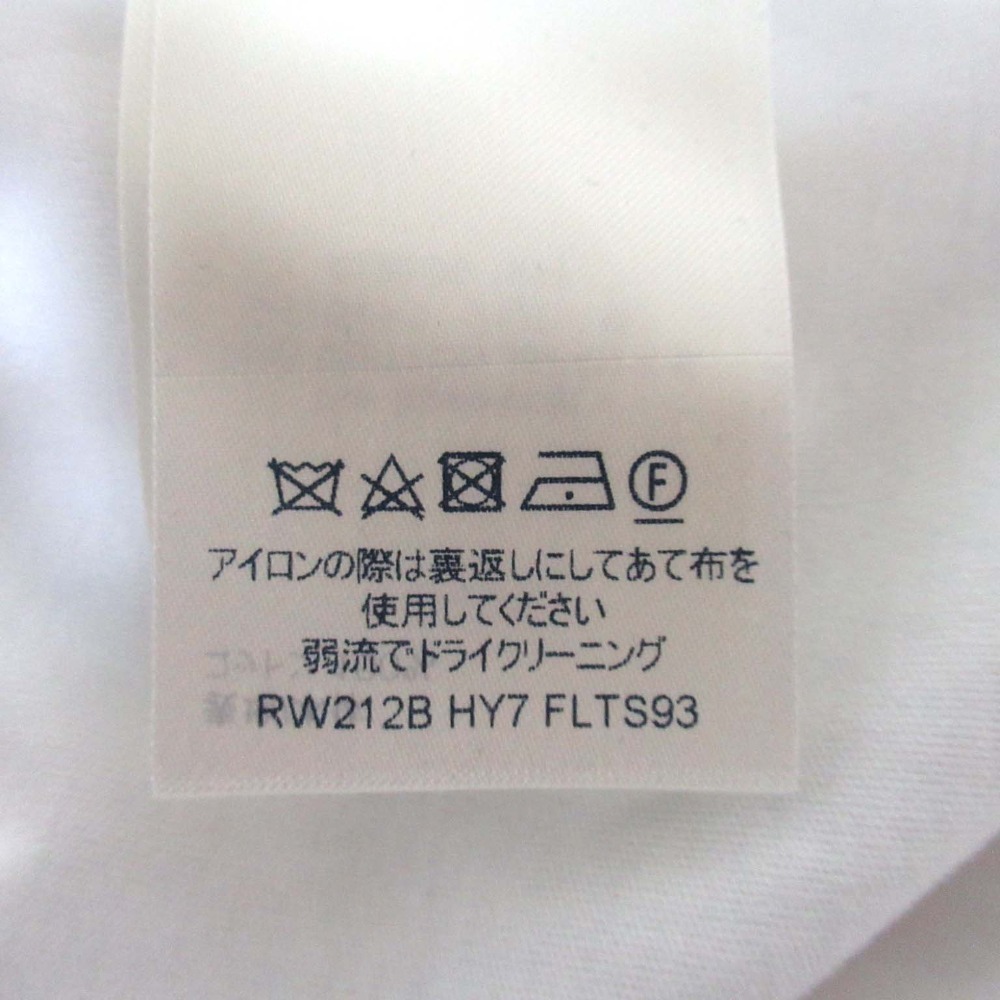 F
アイロンの際は裏返しにしてあて布を
使用してください
弱流でドライクリーニング
RW212B HY7 FLTS93